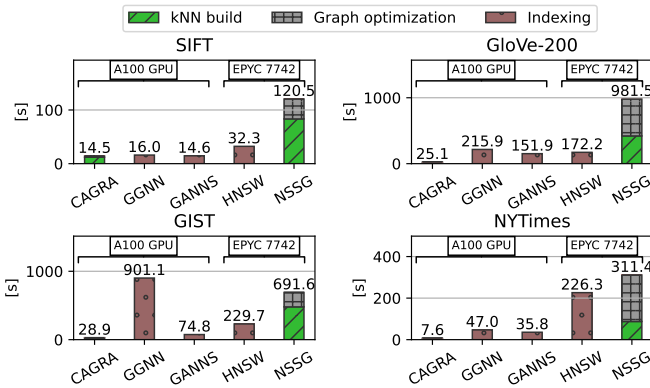 kNN build Graph optimization Indexing
SIFT
A100 GPU EPYC 7742
[s]
100
0
14.5 16.0 14.6 32.3 120.5
CAGRA GGNN GANNS HNSW NSSG
GloVe-200
A100 GPU EPYC 7742
[s]
1000
0
25.1 215.9 151.9 172.2 981.5
CAGRA GGNN GANNS HNSW NSSG
GIST
A100 GPU EPYC 7742
[s]
1000
0
28.9 901.1 74.8 229.7 691.6
CAGRA GGNN GANNS HNSW NSSG
NYTimes
A100 GPU EPYC 7742
[s]
400
200
0
7.6 47.0 35.8 226.3 311.4
CAGRA GGNN GANNS HNSW NSSG